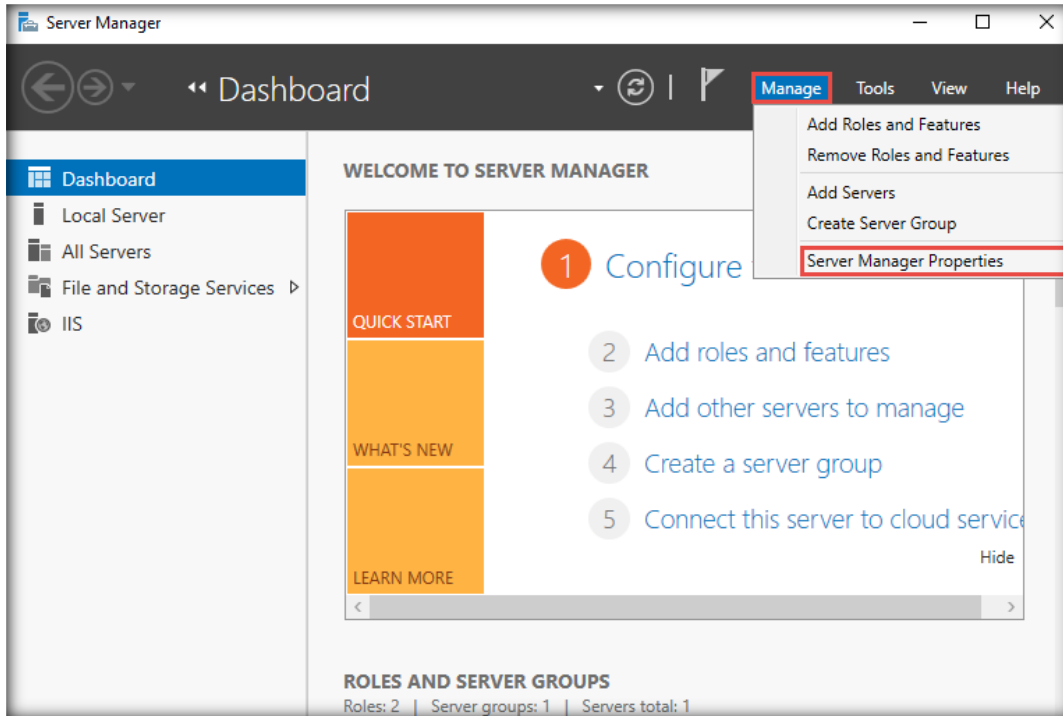 Server Manager
Dashboard
Manage Tools View Help
Add Roles and Features
Remove Roles and Features
Add Servers
Create Server Group
Server Manager Properties
Dashboard
Local Server
All Servers
File and Storage Services
IIS
WELCOME TO SERVER MANAGER
QUICK START
WHAT'S NEW
LEARN MORE
1 Configure
2 Add roles and features
3 Add other servers to manage
4 Create a server group
5 Connect this server to cloud service
Hide
ROLES AND SERVER GROUPS
Roles: 2 | Server groups: 1 | Servers total: 1